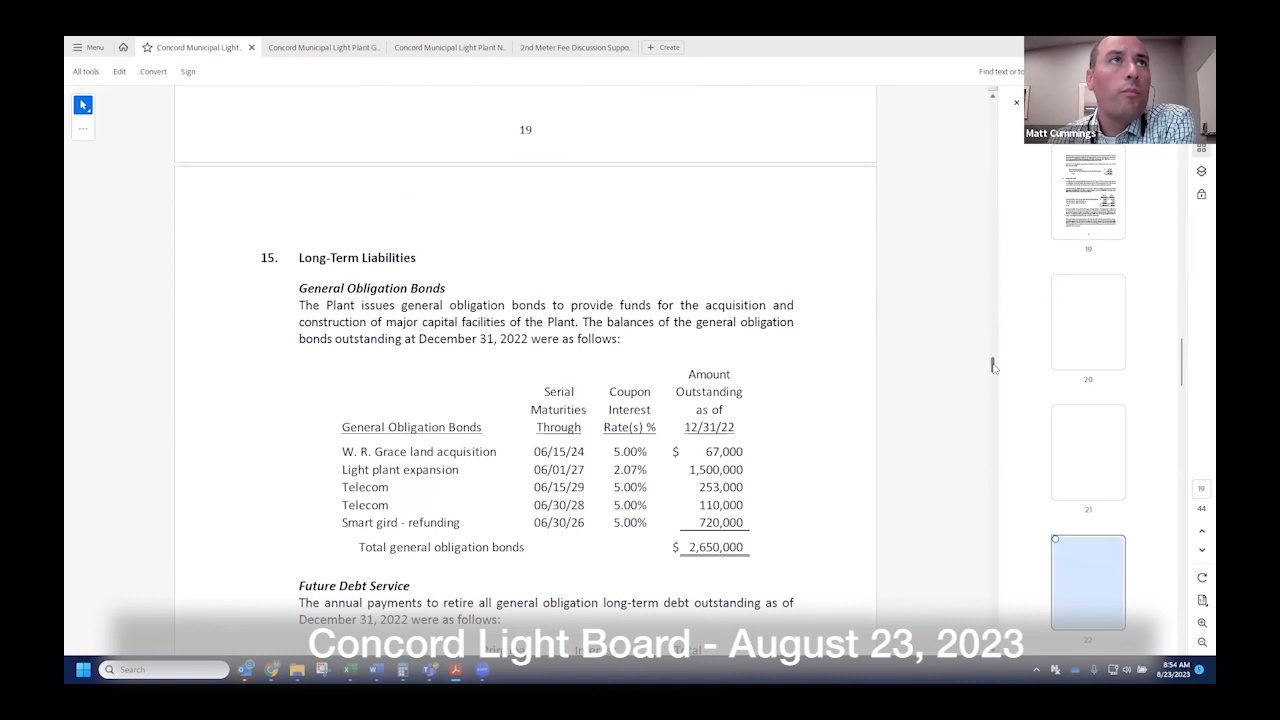 Menu
Concord Municipal Light..
Concord Municipal Light Plant G..
Concord Municipal Light Plant N..
2nd Meter Fee Discussion Suppo..
Create
All tools
Edit
Convert
Sign
Find text or to
Matt Cummings
19
15. Long-Term Liabilities
General Obligation Bonds
The Plant issues general obligation bonds to provide funds for the acquisition and
construction of major capital facilities of the Plant. The balances of the general obligation
bonds outstanding at December 31, 2022 were as follows:
Amount
Serial Coupon Outstanding
Maturities Interest as of
General Obligation Bonds Through Rate(s) % 12/31/22
W. R. Grace land acquisition 06/15/24 5.00% $ 67,000
Light plant expansion 06/01/27 2.07% 1,500,000
Telecom 06/15/29 5.00% 253,000
Telecom 06/30/28 5.00% 110,000
Smart gird - refunding 06/30/26 5.00% 720,000
Total general obligation bonds $ 2,650,000
Future Debt Service
The annual payments to retire all general obligation long-term debt outstanding as of
December 31, 2022 were as follows:
19
20
21
22
19
44
Concord Light Board - August 23, 2023
Search
8:54 AM
8/23/2023